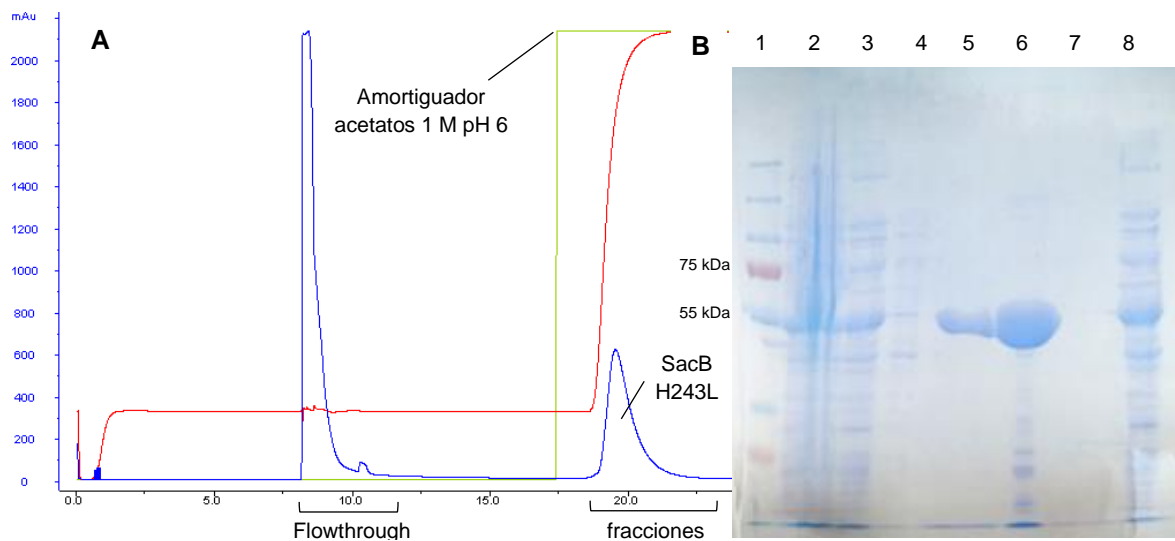 mAu
A
2000
1800
1600
1400
1200
1000
800
600
400
200
0
Amortiguador
acetatos 1 M pH 6
SacB
H243L
0.0 5.0 10.0 15.0 20.0
Flowthrough
fracciones
B
1 2 3 4 5 6 7 8
75 kDa
55 kDa